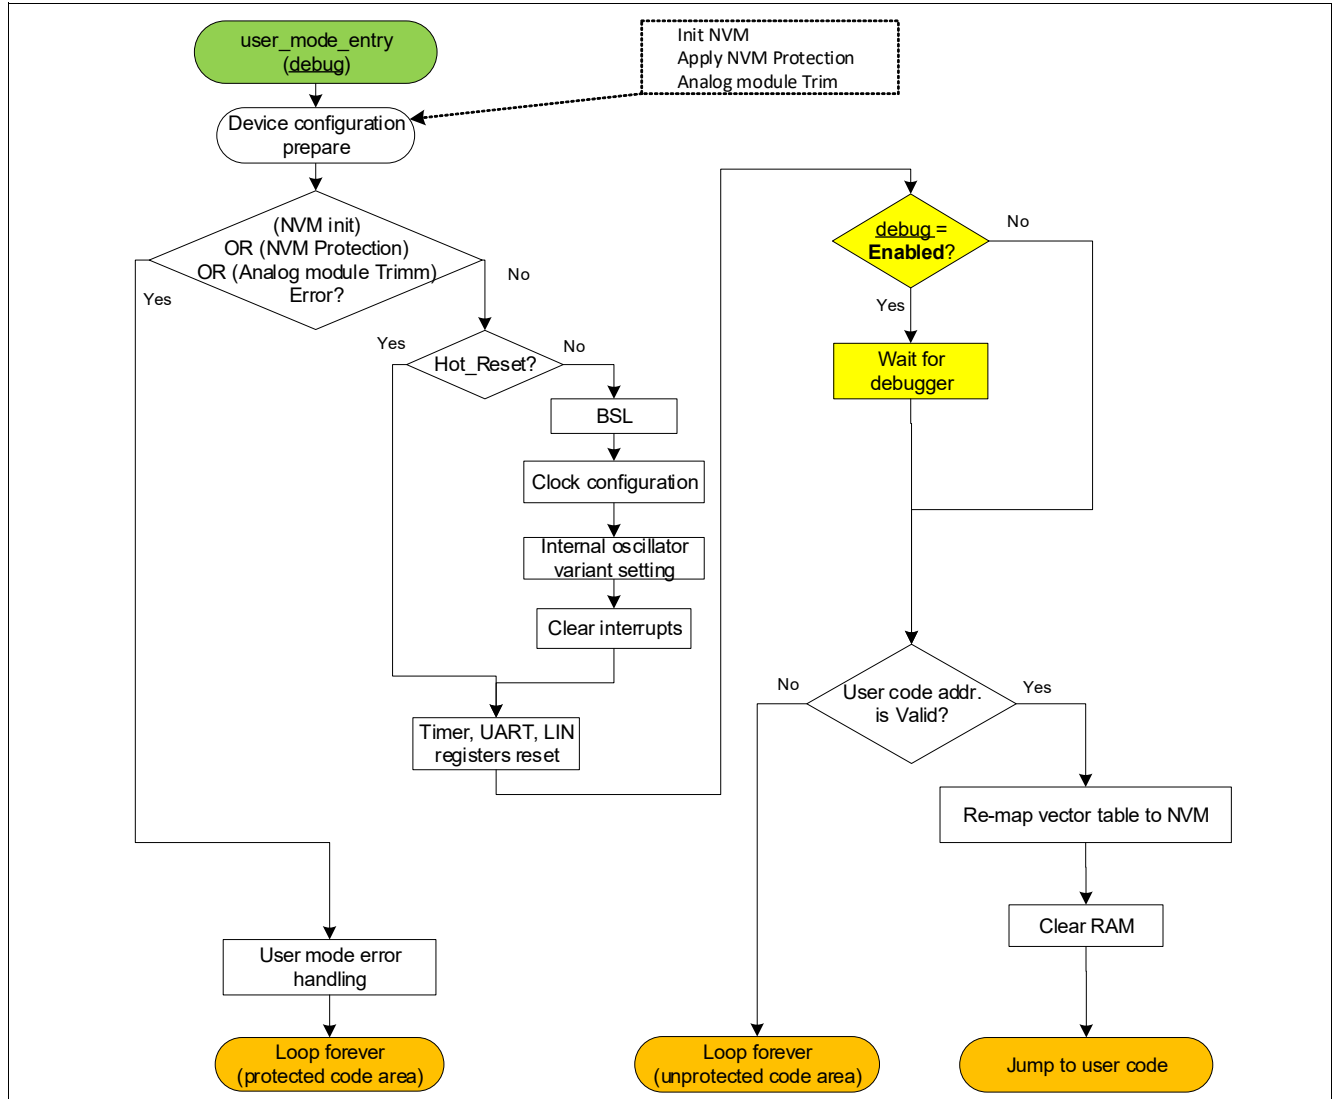 user_mode_entry
(debug)
Init NVM
Apply NVM Protection
Analog module Trim
Device configuration
prepare
(NVM init)
OR (NVM Protection)
OR (Analog module Trimm)
Error?
Yes
No
Hot_Reset?
Yes
No
BSL
Clock configuration
Internal oscillator
variant setting
Clear interrupts
Timer, UART, LIN
registers reset
debug =
Enabled?
No
Yes
Wait for
debugger
User code addr.
is Valid?
No
Yes
Re-map vector table to NVM
Clear RAM
User mode error
handling
Loop forever
(protected code area)
Loop forever
(unprotected code area)
Jump to user code